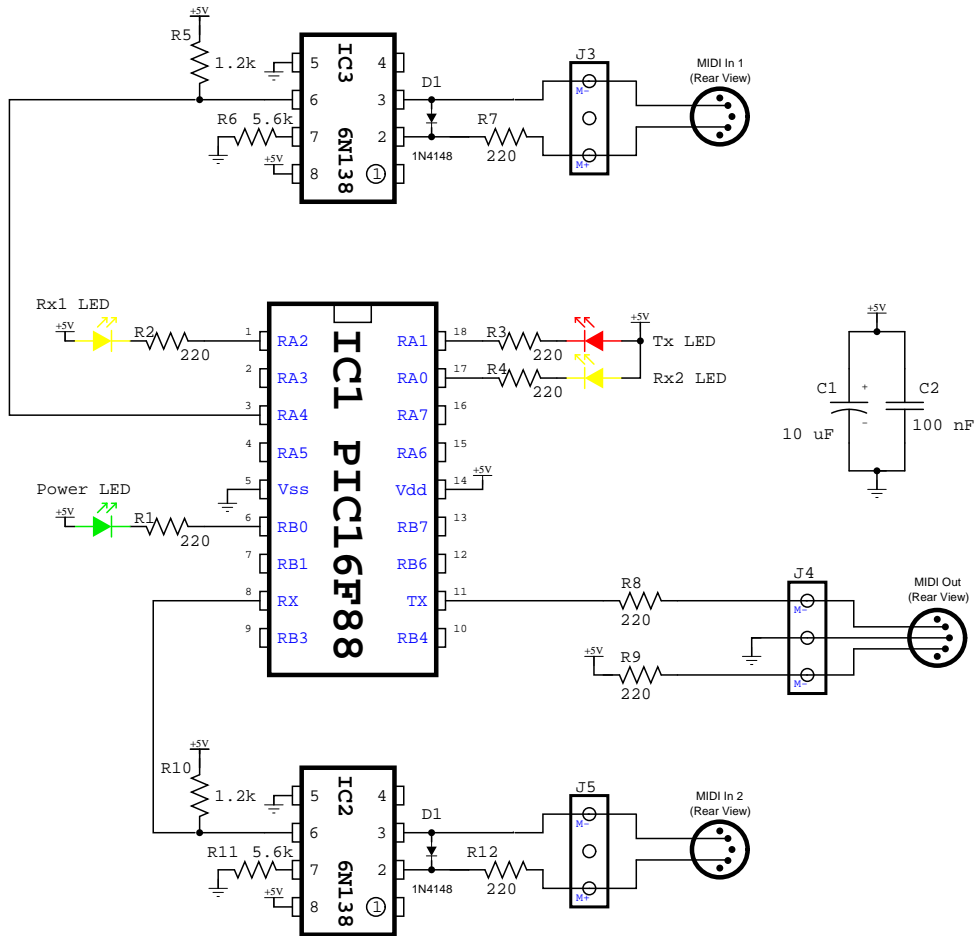 +5V
R5
1.2k
R6 5.6k
+5V
5
6
7
8
IC3
6N138
4
3
2
1
D1
1N4148
R7
220
J3
M-
M+
MIDI In 1
(Rear View)
Rx1 LED
+5V
R2
220
Power LED
+5V
R1
220
IC1 PIC16F88
1 RA2
2 RA3
3 RA4
4 RA5
5 Vss
6 RB0
7 RB1
8 RX
9 RB3
RA1 18
RA0 17
RA7 16
RA6 15
Vdd 14
RB7 13
RB6 12
TX 11
RB4 10
R3
220
R4
220
+5V
Tx LED
Rx2 LED
+5V
+5V
C1
+
-
10 uF
C2
100 nF
R8
220
+5V
R9
220
J4
M-
M-
MIDI Out
(Rear View)
+5V
R10
1.2k
R11 5.6k
+5V
5
6
7
8
IC2
6N138
4
3
2
1
D1
1N4148
R12
220
J5
M-
M+
MIDI In 2
(Rear View)